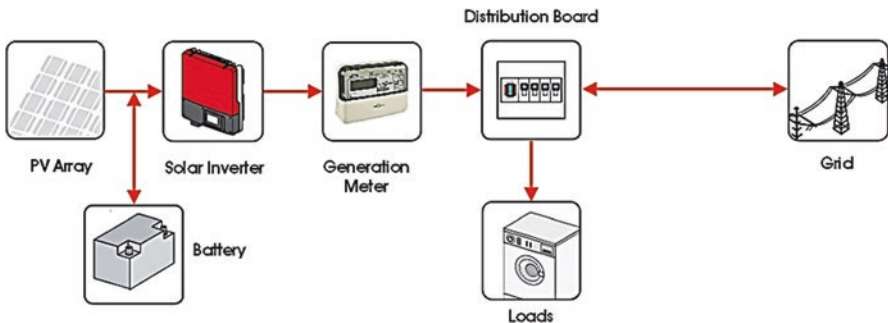 Distribution Board
PV Array
Solar Inverter
Generation
Meter
Grid
Battery
Loads